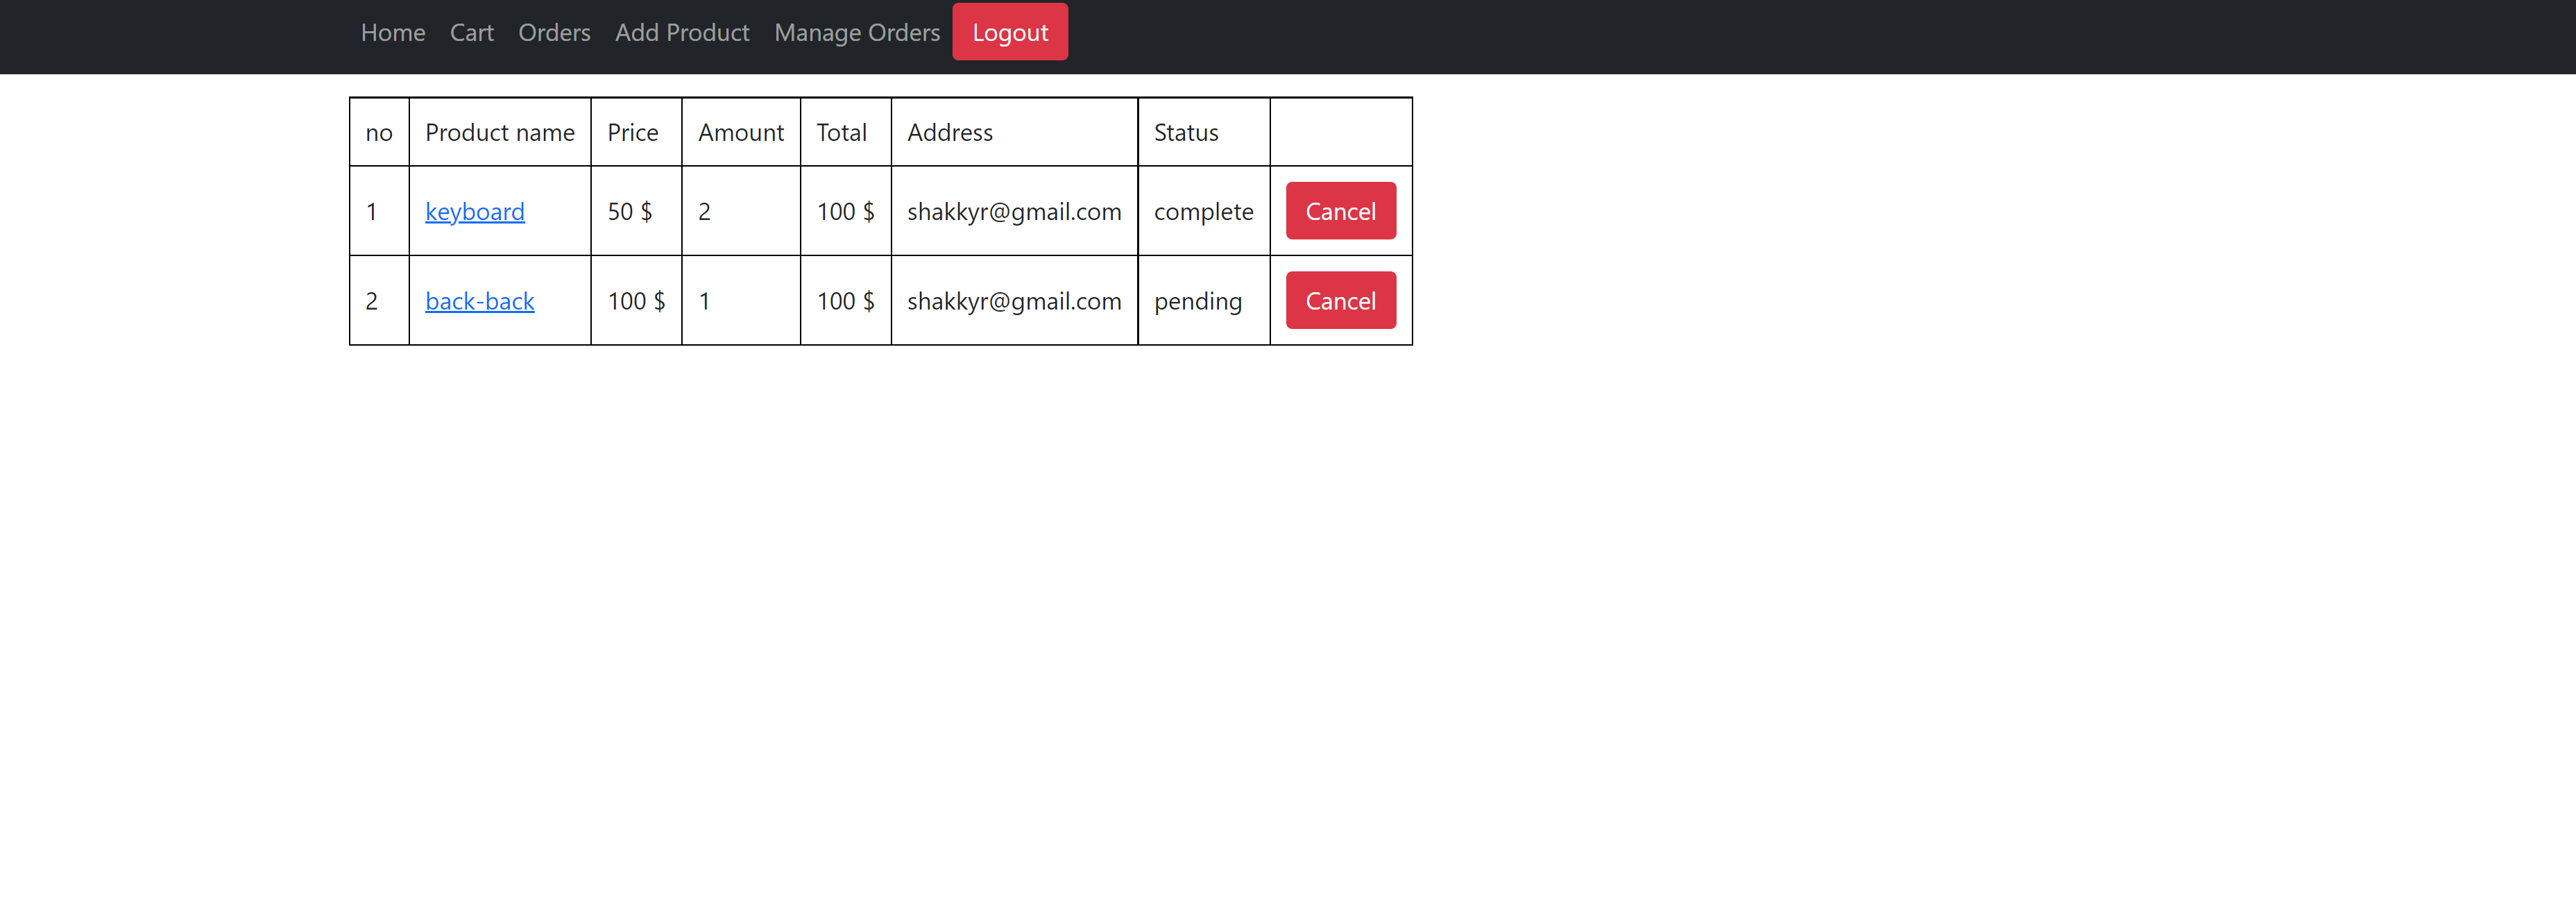 Home Cart Orders Add Product Manage Orders Logout
no Product name Price Amount Total Address Status
1 keyboard 50 $ 2 100 $ shakkyr@gmail.com complete Cancel
2 back-back 100 $ 1 100 $ shakkyr@gmail.com pending Cancel